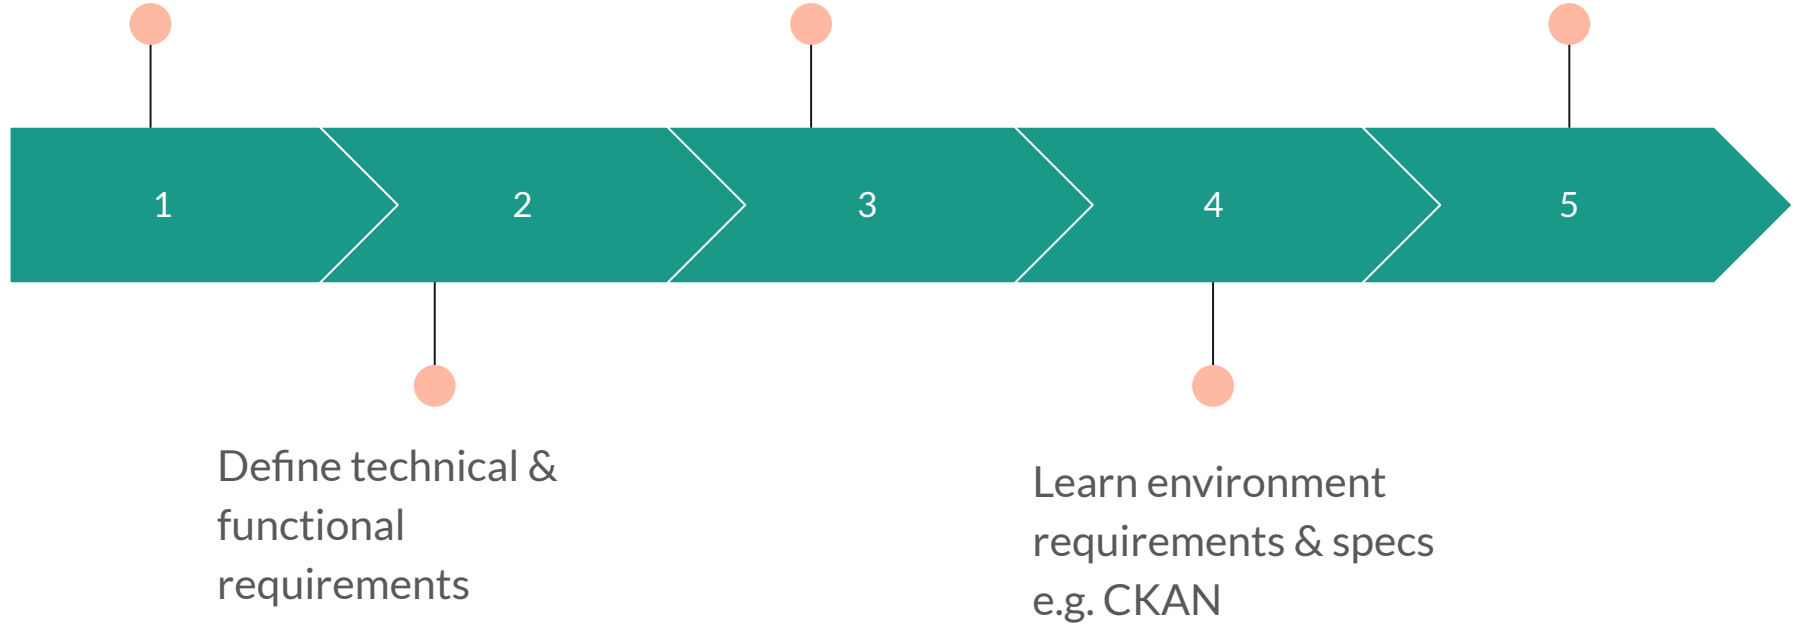 1
2
3
4
5
Define technical &
functional
requirements
Learn environment
requirements & specs
e.g. CKAN